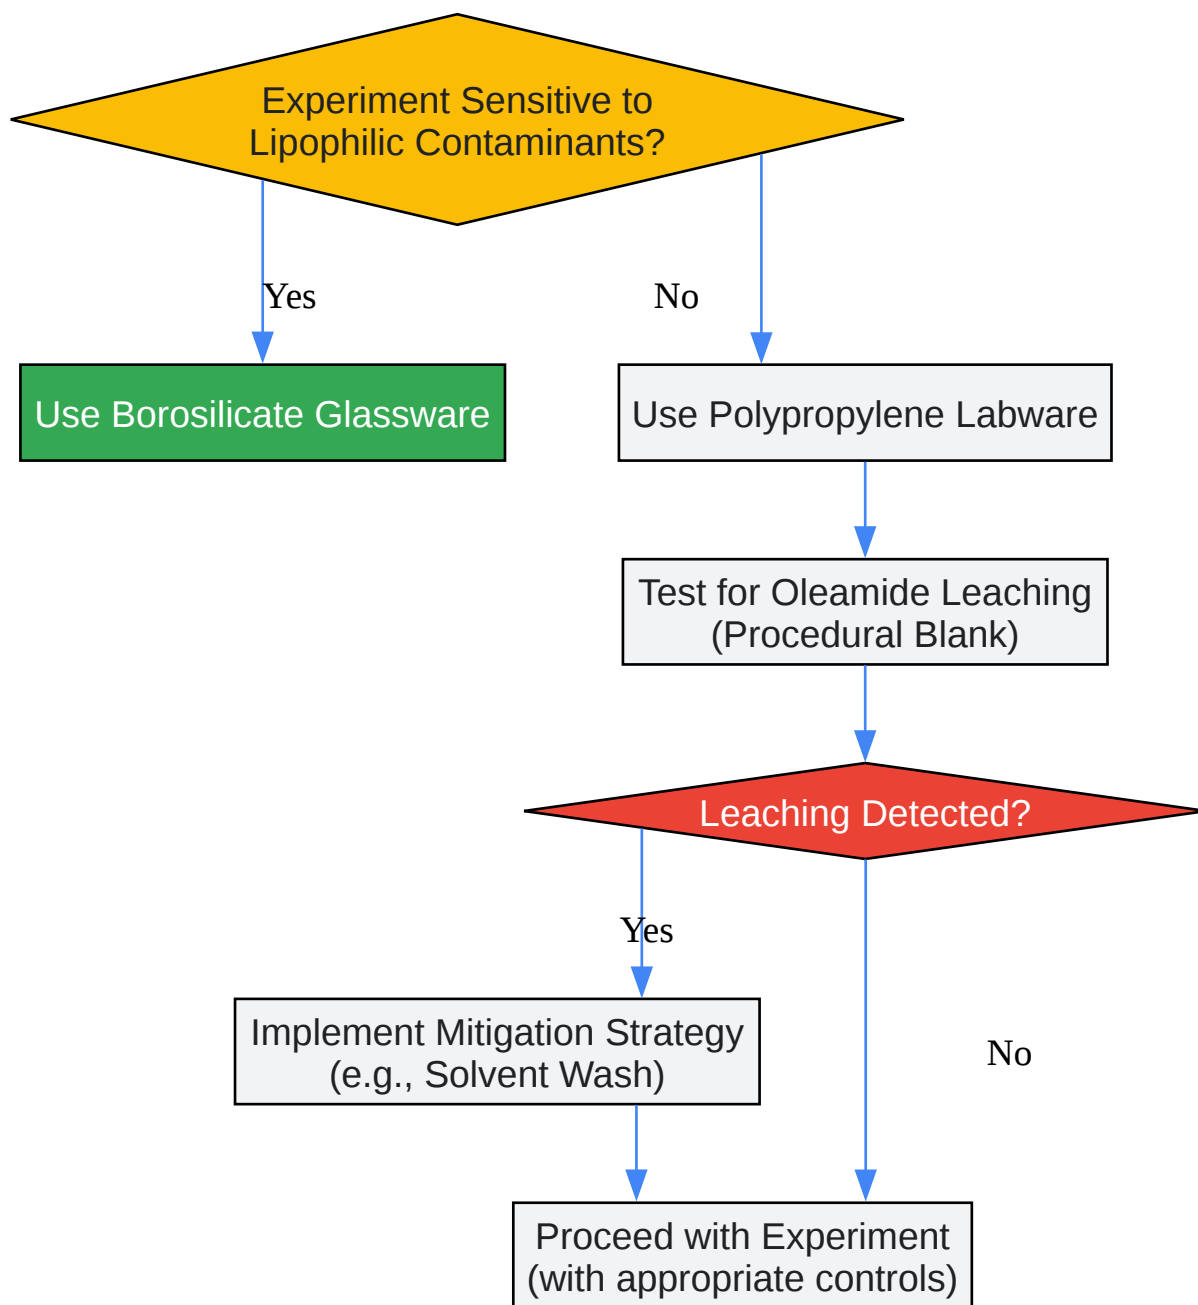 Experiment Sensitive to
Lipophilic Contaminants?
Yes
No
Use Borosilicate Glassware
Use Polypropylene Labware
Test for Oleamide Leaching
(Procedural Blank)
Leaching Detected?
Yes
Implement Mitigation Strategy
(e.g., Solvent Wash)
No
Proceed with Experiment
(with appropriate controls)